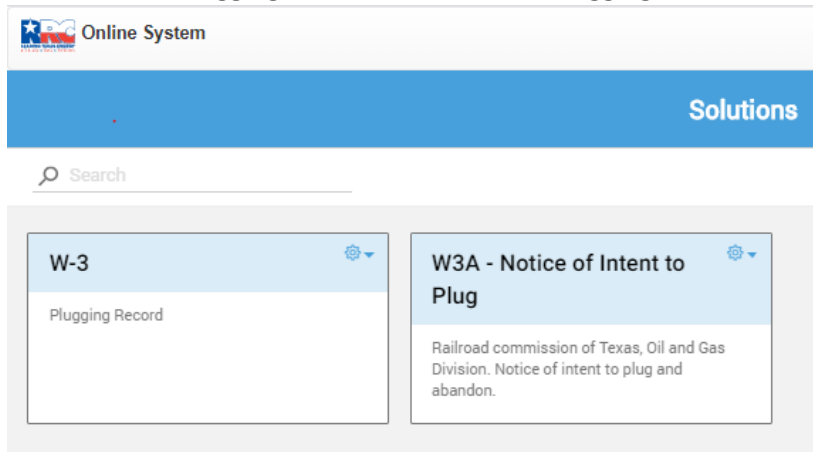 RRC Online System
Solutions
Search
W-3
Plugging Record
W3A - Notice of Intent to
Plug
Railroad commission of Texas, Oil and Gas
Division. Notice of intent to plug and
abandon.